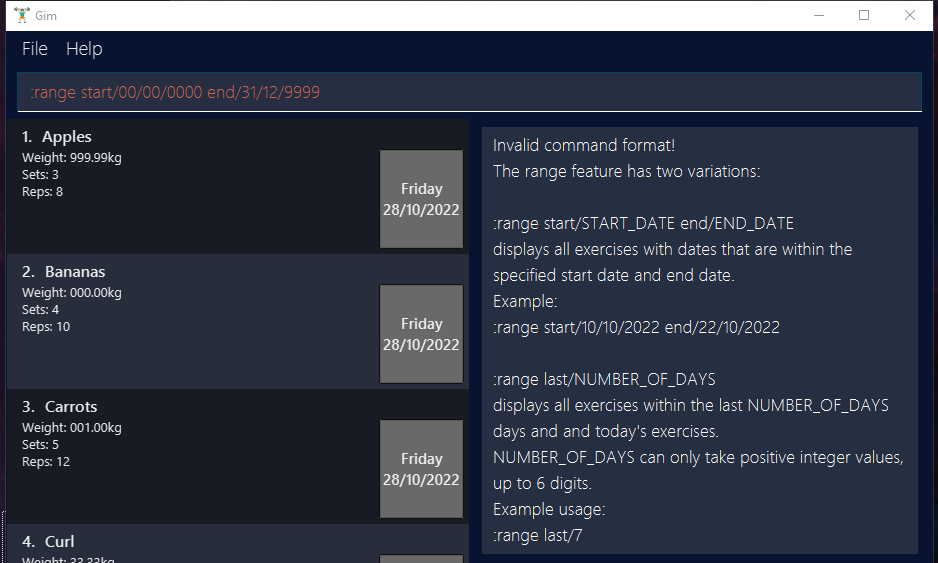 Gim
File Help
:range start/00/00/0000 end/31/12/9999
1. Apples
Weight: 999.99kg
Sets: 3
Reps: 8
Friday
28/10/2022
2. Bananas
Weight: 000.00kg
Sets: 4
Reps: 10
Friday
28/10/2022
3. Carrots
Weight: 001.00kg
Sets: 5
Reps: 12
Friday
28/10/2022
4. Curl
Weight: 33.33kg
Invalid command format!
The range feature has two variations:
:range start/START_DATE end/END_DATE
displays all exercises with dates that are within the
specified start date and end date.
Example:
:range start/10/10/2022 end/22/10/2022
:range last/NUMBER_OF_DAYS
displays all exercises within the last NUMBER_OF_DAYS
days and and today's exercises.
NUMBER_OF_DAYS can only take positive integer values,
up to 6 digits.
Example usage:
:range last/7